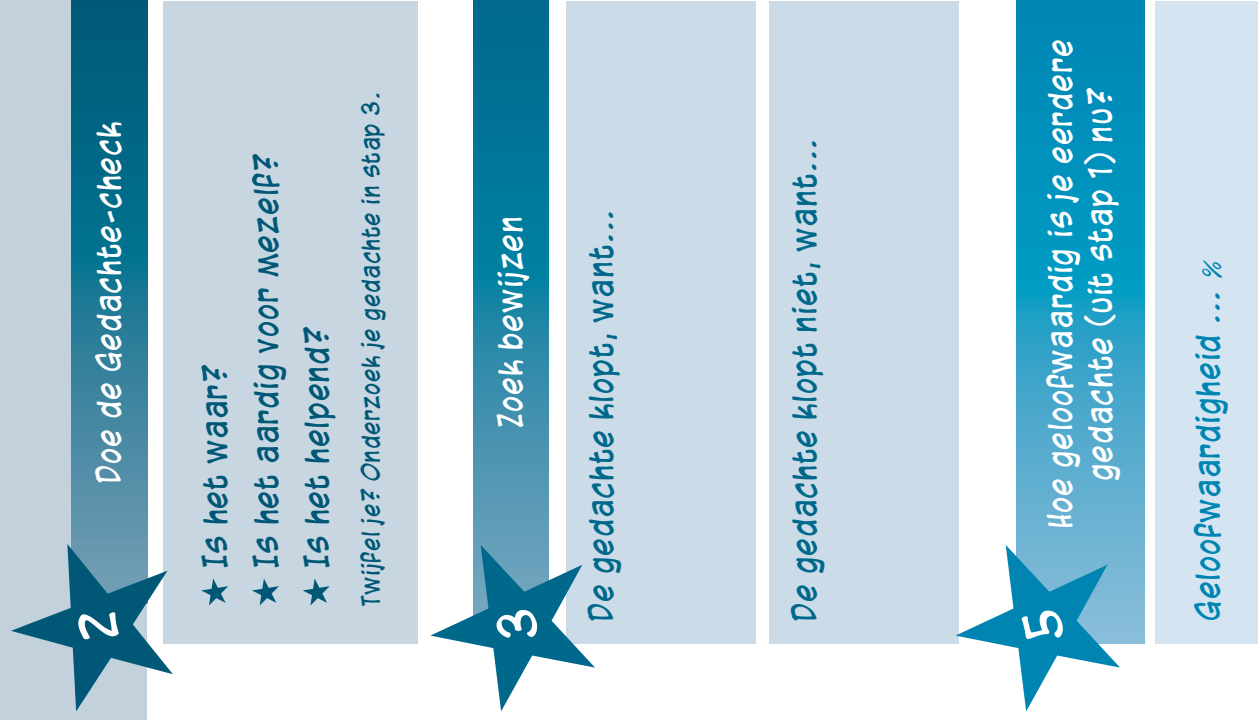 2
Doe de Gedachte-check
★ Is het waar?
★ Is het aardig voor mezelf?
★ Is het helpend?
Twijfel je? Onderzoek je gedachte in stap 3.
3
Zoek bewijzen
De gedachte klopt, want...
De gedachte klopt niet, want...
5
Hoe geloofwaardig is je eerdere
gedachte (uit stap 1) nu?
Geloofwaardigheid ... %